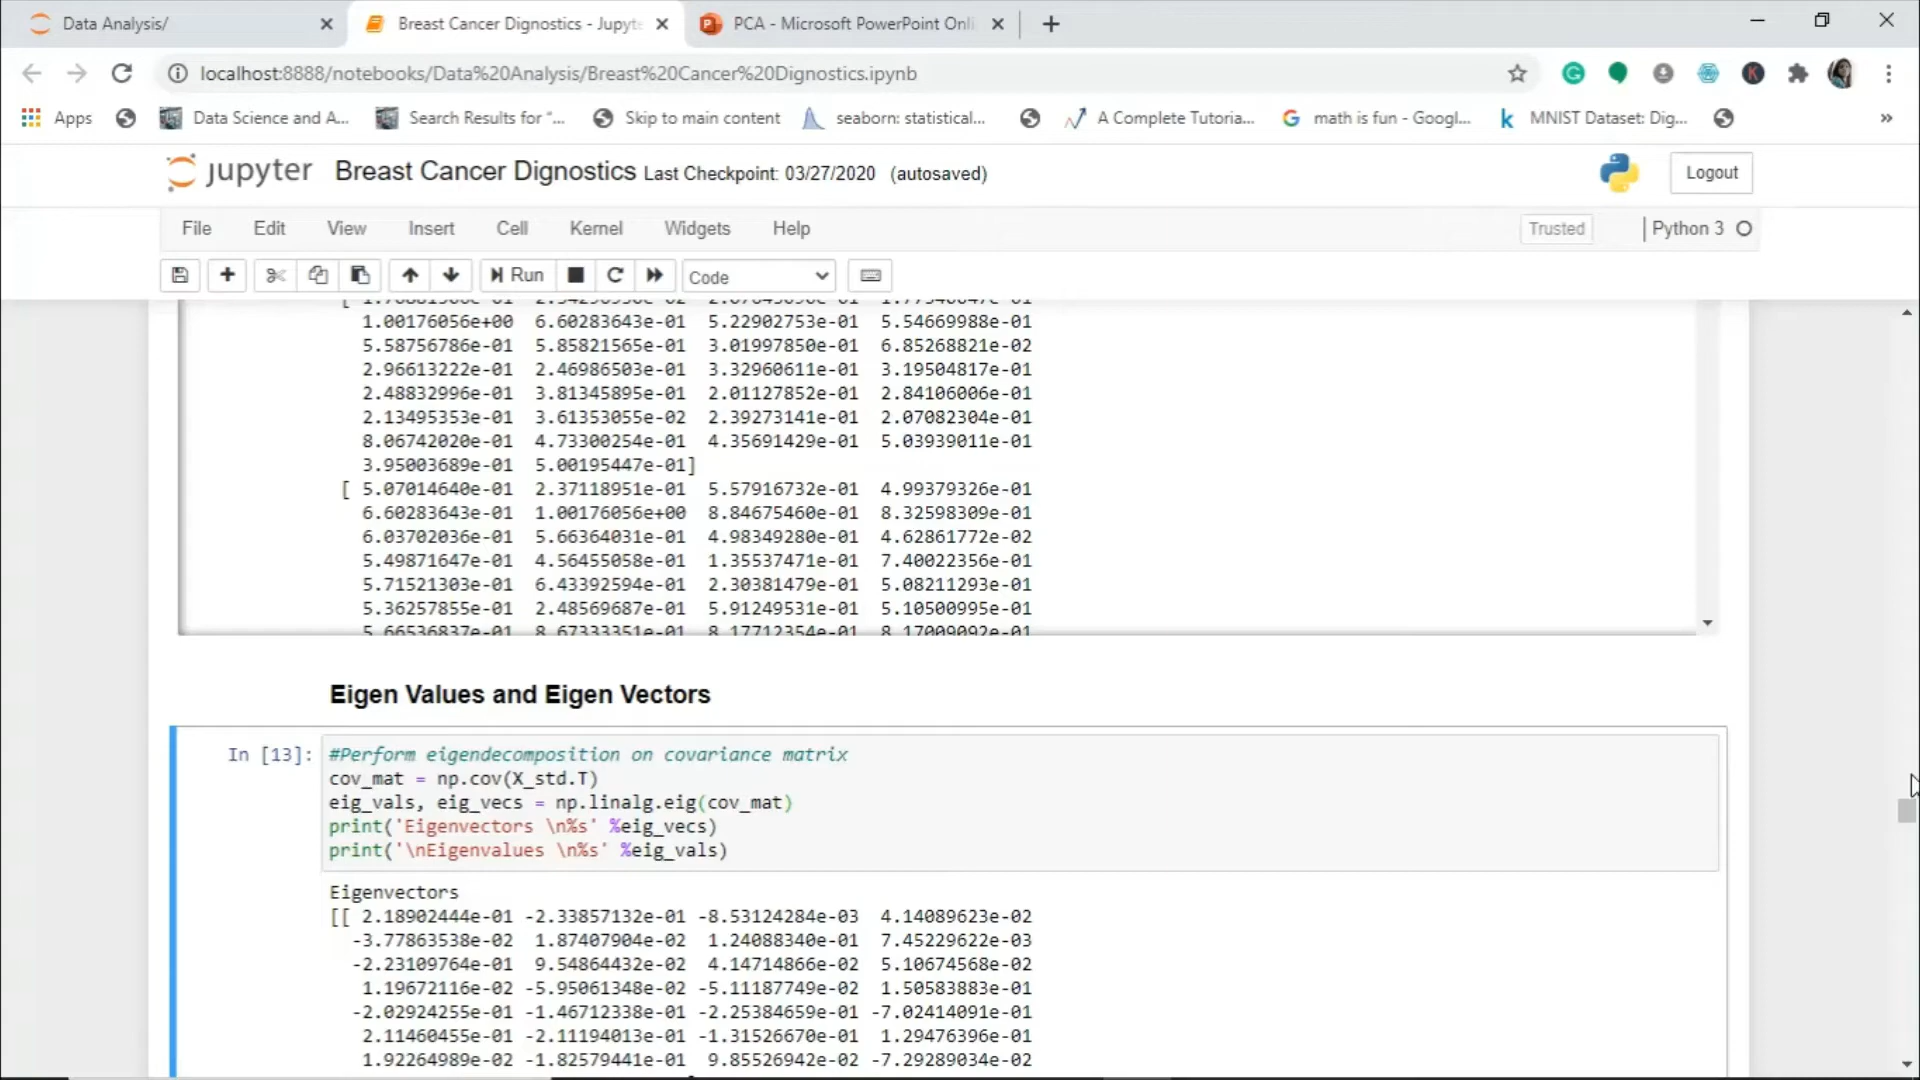 Data Analysis/
Breast Cancer Dignostics - Jupyte
PCA - Microsoft PowerPoint Onli
localhost:8888/notebooks/Data%20Analysis/Breast%20Cancer%20Dignostics.ipynb
Apps Data Science and A... Search Results for "... Skip to main content seaborn: statistical... A Complete Tutoria... math is fun - Googl... MNIST Dataset: Dig... »
jupyter Breast Cancer Dignostics Last Checkpoint: 03/27/2020 (autosaved) Logout
File Edit View Insert Cell Kernel Widgets Help Trusted Python 3
Run Code
1.00176056e+00 6.60283643e-01 5.22902753e-01 5.54669988e-01
5.58756786e-01 5.85821565e-01 3.01997850e-01 6.85268821e-02
2.96613222e-01 2.46986503e-01 3.32960611e-01 3.19504817e-01
2.48832996e-01 3.81345895e-01 2.01127852e-01 2.84106006e-01
2.13495353e-01 3.61353055e-02 2.39273141e-01 2.07082304e-01
8.06742020e-01 4.73300254e-01 4.35691429e-01 5.03939011e-01
3.95003689e-01 5.00195447e-01]
[ 5.07014640e-01 2.37118951e-01 5.57916732e-01 4.99379326e-01
6.60283643e-01 1.00176056e+00 8.84675460e-01 8.32598309e-01
6.03702036e-01 5.66364031e-01 4.98349280e-01 4.62861772e-02
5.49871647e-01 4.56455058e-01 1.35537471e-01 7.40022356e-01
5.71521303e-01 6.43392594e-01 2.30381479e-01 5.08211293e-01
5.36257855e-01 2.48569687e-01 5.91249531e-01 5.10500995e-01
5.66536837e-01 8.67333351e-01 8.17712354e-01 8.17009092e-01
Eigen Values and Eigen Vectors
In [13]: #Perform eigendecomposition on covariance matrix
cov_mat = np.cov(X_std.T)
eig_vals, eig_vecs = np.linalg.eig(cov_mat)
print('Eigenvectors \n%s' %eig_vecs)
print('\nEigenvalues \n%s' %eig_vals)
Eigenvectors
[[ 2.18902444e-01 -2.33857132e-01 -8.53124284e-03 4.14089623e-02
-3.77863538e-02 1.87407904e-02 1.24088340e-01 7.45229622e-03
-2.23109764e-01 9.54864432e-02 4.14714866e-02 5.10674568e-02
1.19672116e-02 -5.95061348e-02 -5.11187749e-02 1.50583883e-01
-2.02924255e-01 -1.46712338e-01 -2.25384659e-01 -7.02414091e-01
2.11460455e-01 -2.11194013e-01 -1.31526670e-01 1.29476396e-01
1.92264989e-02 -1.82579441e-01 9.85526942e-02 -7.29289034e-02